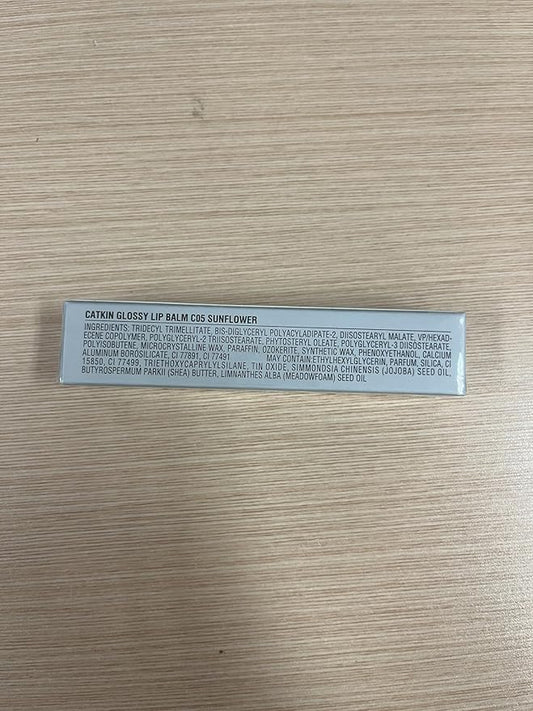 CATKIN GLOSSY LIP BALM C05 SUNFLOWER
INGREDIENTS: TRIDECYL TRIMELLITATE, BIS-DIGLYCERYL POLYACYLADIPATE-2, DIISOSTEARYL MALATE, VP/HEXAD-
ECENE COPOLYMER, POLYGLYCERYL-2 TRIISOSTEARATE, PHYTOSTERYL OLEATE, POLYGLYCERYL-3 DIISOSTEARATE,
POLYISOBUTENE, MICROCRYSTALLINE WAX, PARAFFIN, OZOKERITE, SYNTHETIC WAX, PHENOXYETHANOL, CALCIUM
ALUMINUM BOROSILICATE, CI 77891, CI 77491 MAY CONTAIN:ETHYLHEXYLGLYCERIN, PARFUM, SILICA, CI
15850, CI 77499, TRIETHOXYCAPRYLYLSILANE, TIN OXIDE, SIMMONDSIA CHINENSIS (JOJOBA) SEED OIL,
BUTYROSPERMUM PARKII (SHEA) BUTTER, LIMNANTHES ALBA (MEADOWFOAM) SEED OIL